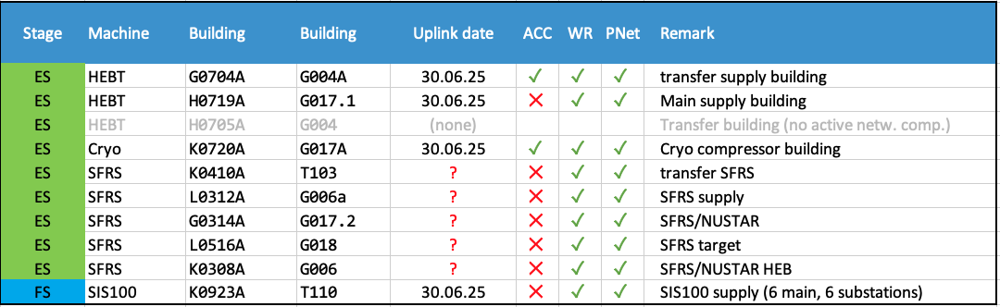 Stage Machine Building Building Uplink date ACC WR PNet Remark
ES HEBT G0704A G004A 30.06.25 ✓ ✓ ✓ transfer supply building
ES HEBT H0719A G017.1 30.06.25 ✗ ✓ ✓ Main supply building
ES HEBT H0705A G004 (none) Transfer building (no active netw. comp.)
ES Cryo K0720A G017A 30.06.25 ✓ ✓ ✓ Cryo compressor building
ES SFRS K0410A T103 ? ✗ ✓ ✓ transfer SFRS
ES SFRS L0312A G006a ? ✗ ✓ ✓ SFRS supply
ES SFRS G0314A G017.2 ? ✗ ✓ ✓ SFRS/NUSTAR
ES SFRS L0516A G018 ? ✗ ✓ ✓ SFRS target
ES SFRS K0308A G006 ? ✗ ✓ ✓ SFRS/NUSTAR HEB
FS SIS100 K0923A T110 30.06.25 ✗ ✓ ✓ SIS100 supply (6 main, 6 substations)